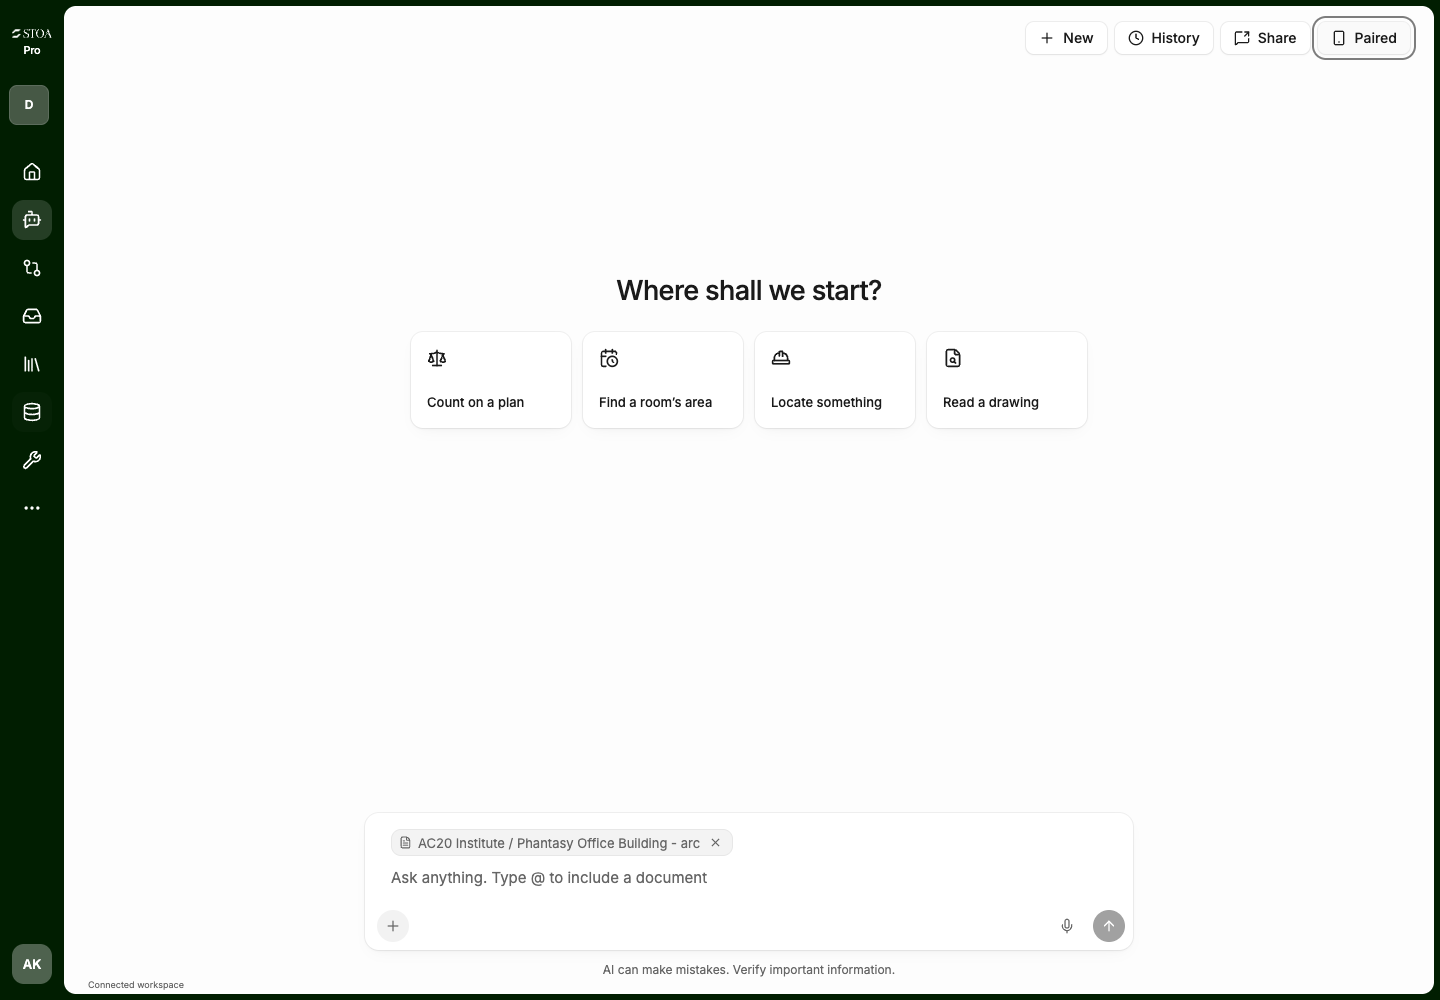 STOA
Pro
D
New
History
Share
Paired
Where shall we start?
Count on a plan
Find a room's area
Locate something
Read a drawing
AC20 Institute / Phantasy Office Building - arc
Ask anything. Type @ to include a document
AI can make mistakes. Verify important information.
AK
Connected workspace